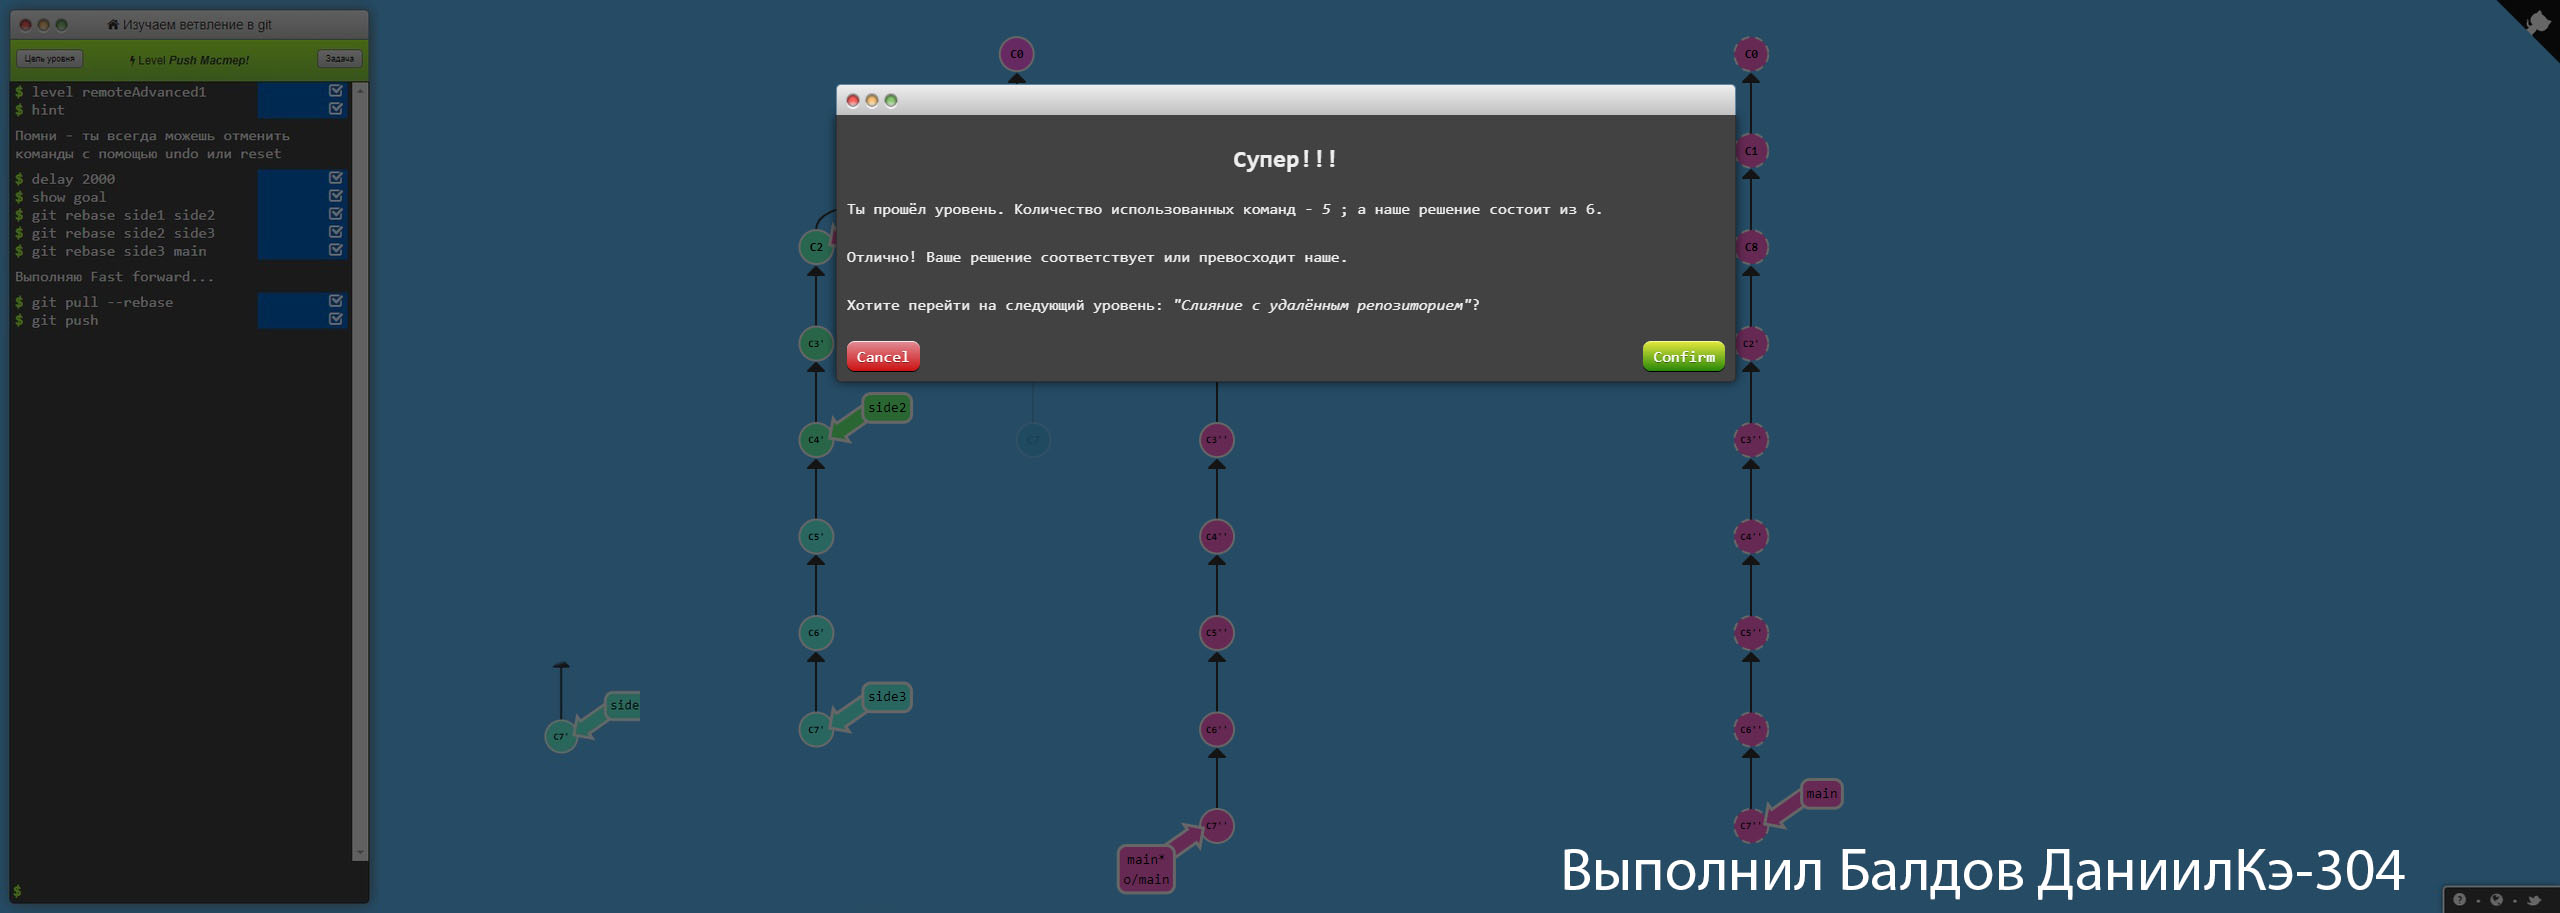 Изучаем ветвление в git
Цель уровня
Level Push Мастер!
Задача
$ level remoteAdvanced1
$ hint
Помни - ты всегда можешь отменить
команды с помощью undo или reset
$ delay 2000
$ show goal
$ git rebase side1 side2
$ git rebase side2 side3
$ git rebase side3 main
Выполняю Fast forward...
$ git pull --rebase
$ git push
$
Супер!!!
Ты прошёл уровень. Количество использованных команд - 5 ; а наше решение состоит из 6.
Отлично! Ваше решение соответствует или превосходит наше.
Хотите перейти на следующий уровень: "Слияние с удалённым репозиторием"?
Cancel
Confirm
side
C7'
C2
C3'
C4'
side2
C5'
C6'
side3
C7'
C0
C7
C3''
C4''
C5''
C6''
C7''
main*
o/main
C0
C1
C8
C2'
C3''
C4''
C5''
C6''
main
C7''
Выполнил Балдов ДаниилКэ-304